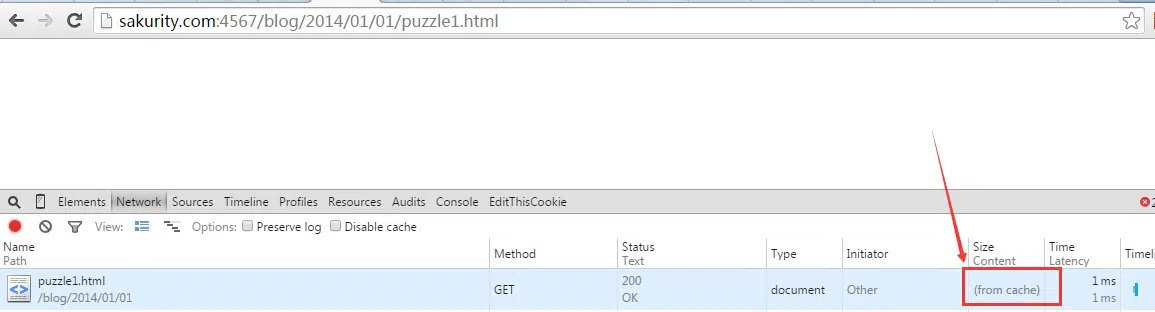 sakurity.com:4567/blog/2014/01/01/puzzle1.html
Elements Network Sources Timeline Profiles Resources Audits Console EditThisCookie
View: Options: Preserve log Disable cache
Name Method Status Type Initiator Size Time
Path Text Content Latency
puzzle1.html GET 200 document Other (from cache) 1 ms
/blog/2014/01/01 OK 1 ms